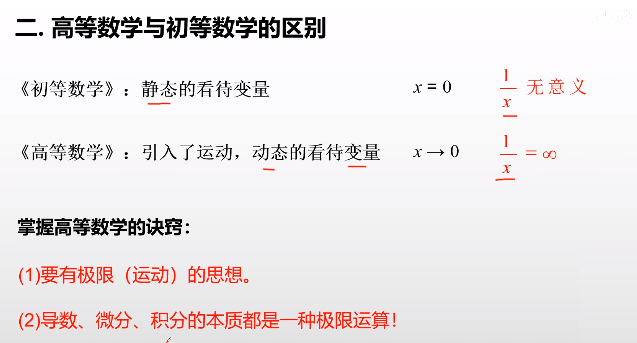 二. 高等数学与初等数学的区别
《初等数学》: 静态的看待变量 x = 0 1/x 无意义
《高等数学》: 引入了运动，动态的看待变量 x → 0 1/x = ∞
掌握高等数学的诀窍:
(1)要有极限（运动）的思想。
(2)导数、微分、积分的本质都是一种极限运算!